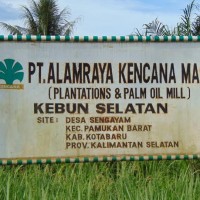 PT.ALAMRAYA KENCANA MA
(PLANTATIONS & PALM OIL MILL)
KEBUN SELATAN
SITE : DESA SENGAYAM
KEC. PAMUKAN BARAT
KAB. KOTABARU
PROV. KALIMANTAN SELATAN